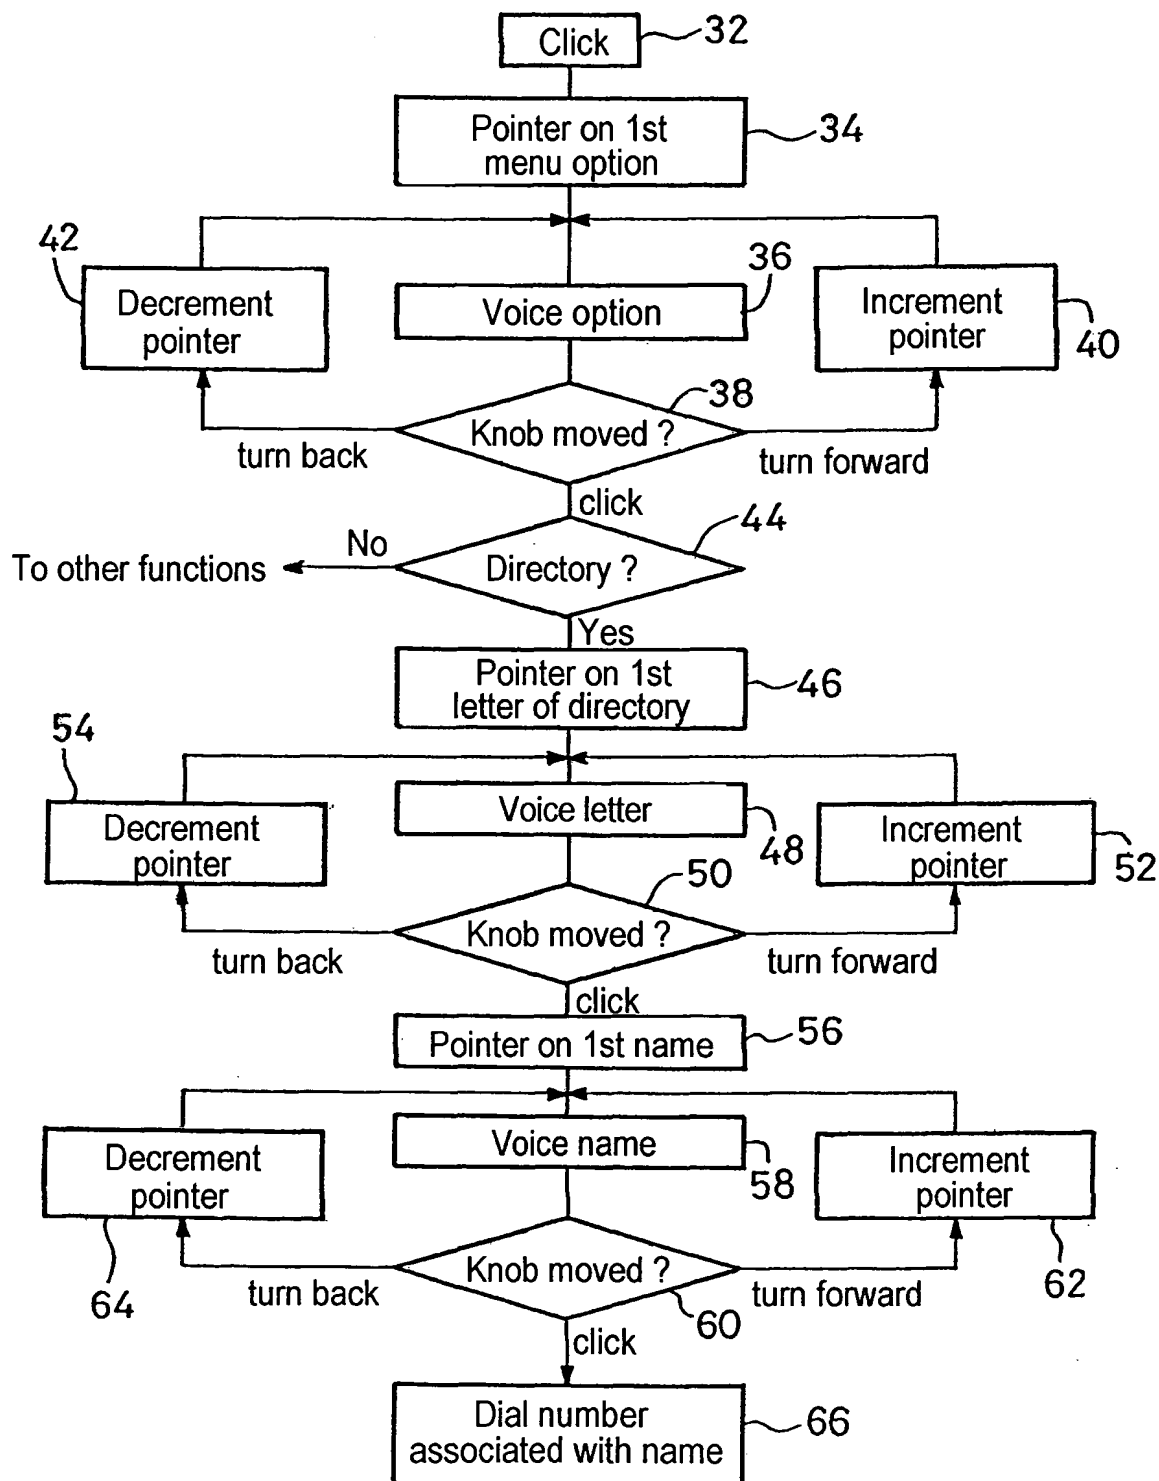 Click
32
Pointer on 1st
menu option
34
42
Decrement
pointer
Voice option
36
Increment
pointer
40
38
Knob moved ?
turn back
turn forward
click
44
No
To other functions
Directory ?
Yes
Pointer on 1st
letter of directory
46
54
Decrement
pointer
Voice letter
48
Increment
pointer
52
50
Knob moved ?
turn back
turn forward
click
Pointer on 1st name
56
Decrement
pointer
64
Voice name
58
Increment
pointer
62
Knob moved ?
60
turn back
turn forward
click
Dial number
associated with name
66